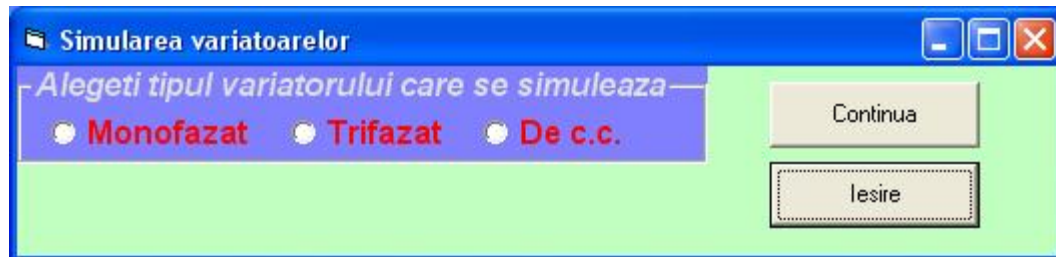 Simularea variatoarelor
Alegeti tipul variatorului care se simuleaza
Monofazat Trifazat De c.c.
Continua
Iesire